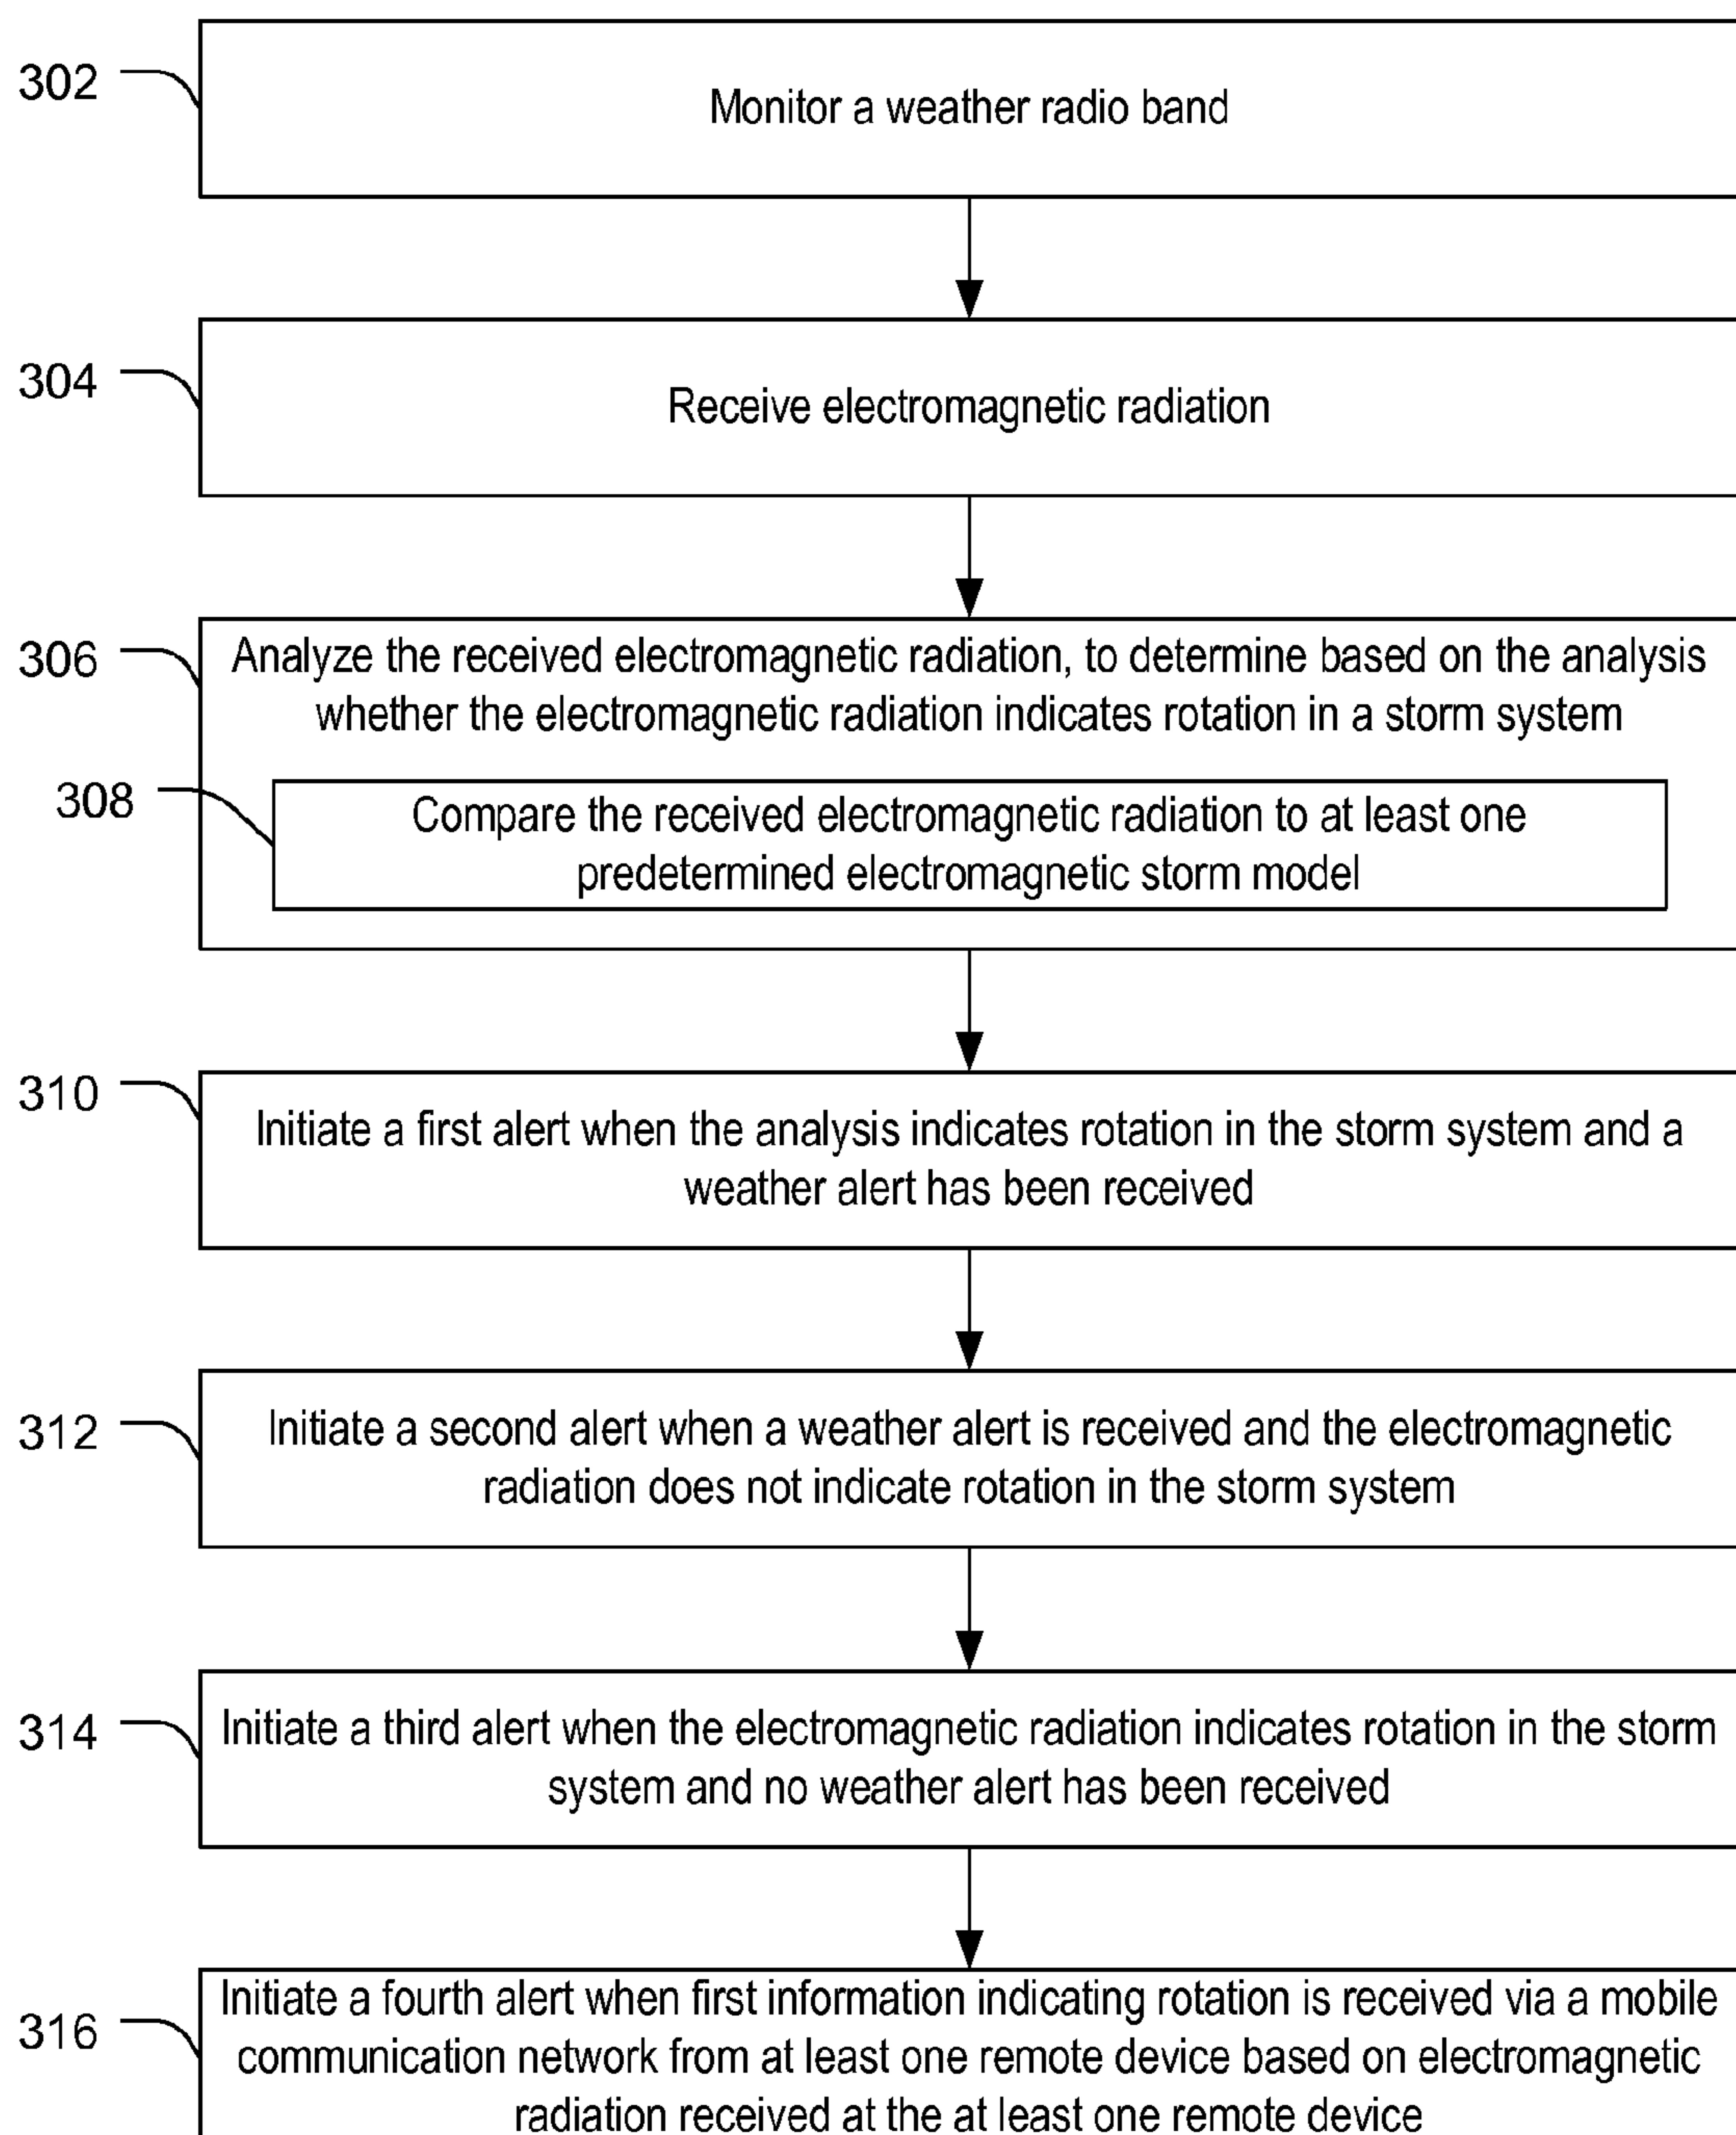 302
Monitor a weather radio band
304
Receive electromagnetic radiation
306
Analyze the received electromagnetic radiation, to determine based on the analysis
whether the electromagnetic radiation indicates rotation in a storm system
308
Compare the received electromagnetic radiation to at least one
predetermined electromagnetic storm model
310
Initiate a first alert when the analysis indicates rotation in the storm system and a
weather alert has been received
312
Initiate a second alert when a weather alert is received and the electromagnetic
radiation does not indicate rotation in the storm system
314
Initiate a third alert when the electromagnetic radiation indicates rotation in the storm
system and no weather alert has been received
316
Initiate a fourth alert when first information indicating rotation is received via a mobile
communication network from at least one remote device based on electromagnetic
radiation received at the at least one remote device